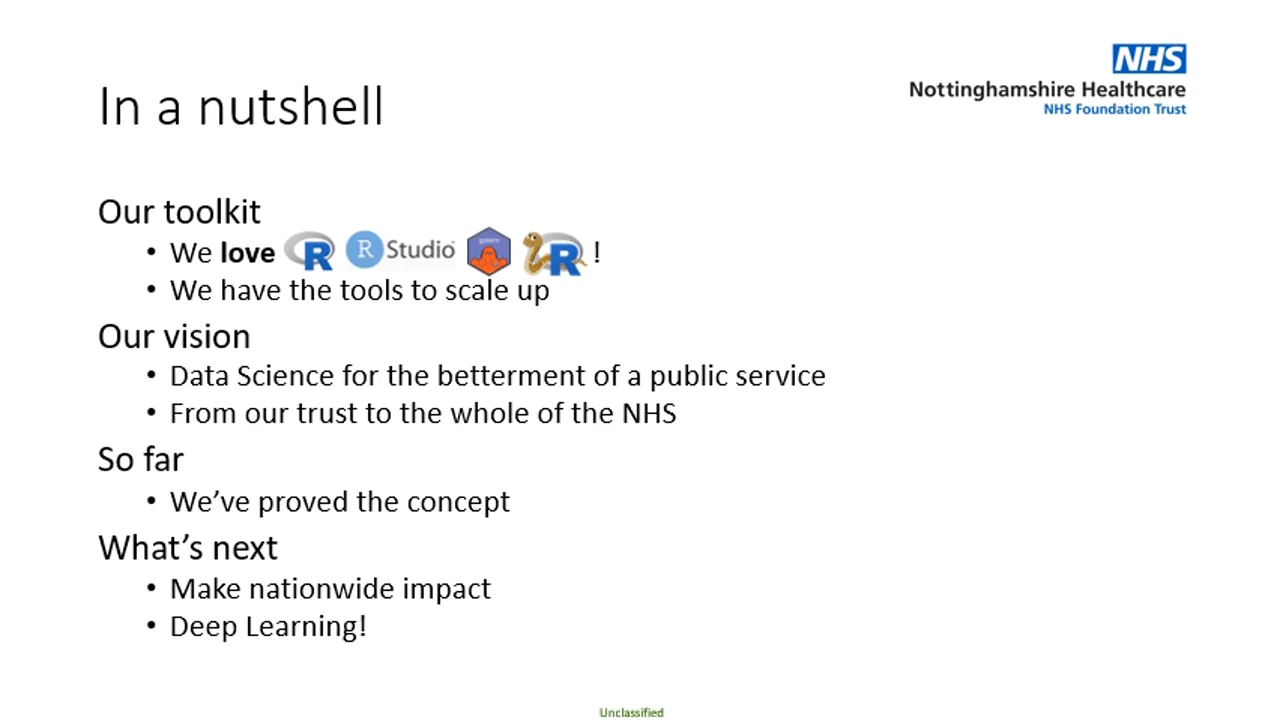 In a nutshell
NHS
Nottinghamshire Healthcare
NHS Foundation Trust
Our toolkit
• We love R R Studio golem R !
• We have the tools to scale up
Our vision
• Data Science for the betterment of a public service
• From our trust to the whole of the NHS
So far
• We’ve proved the concept
What’s next
• Make nationwide impact
• Deep Learning!
Unclassified